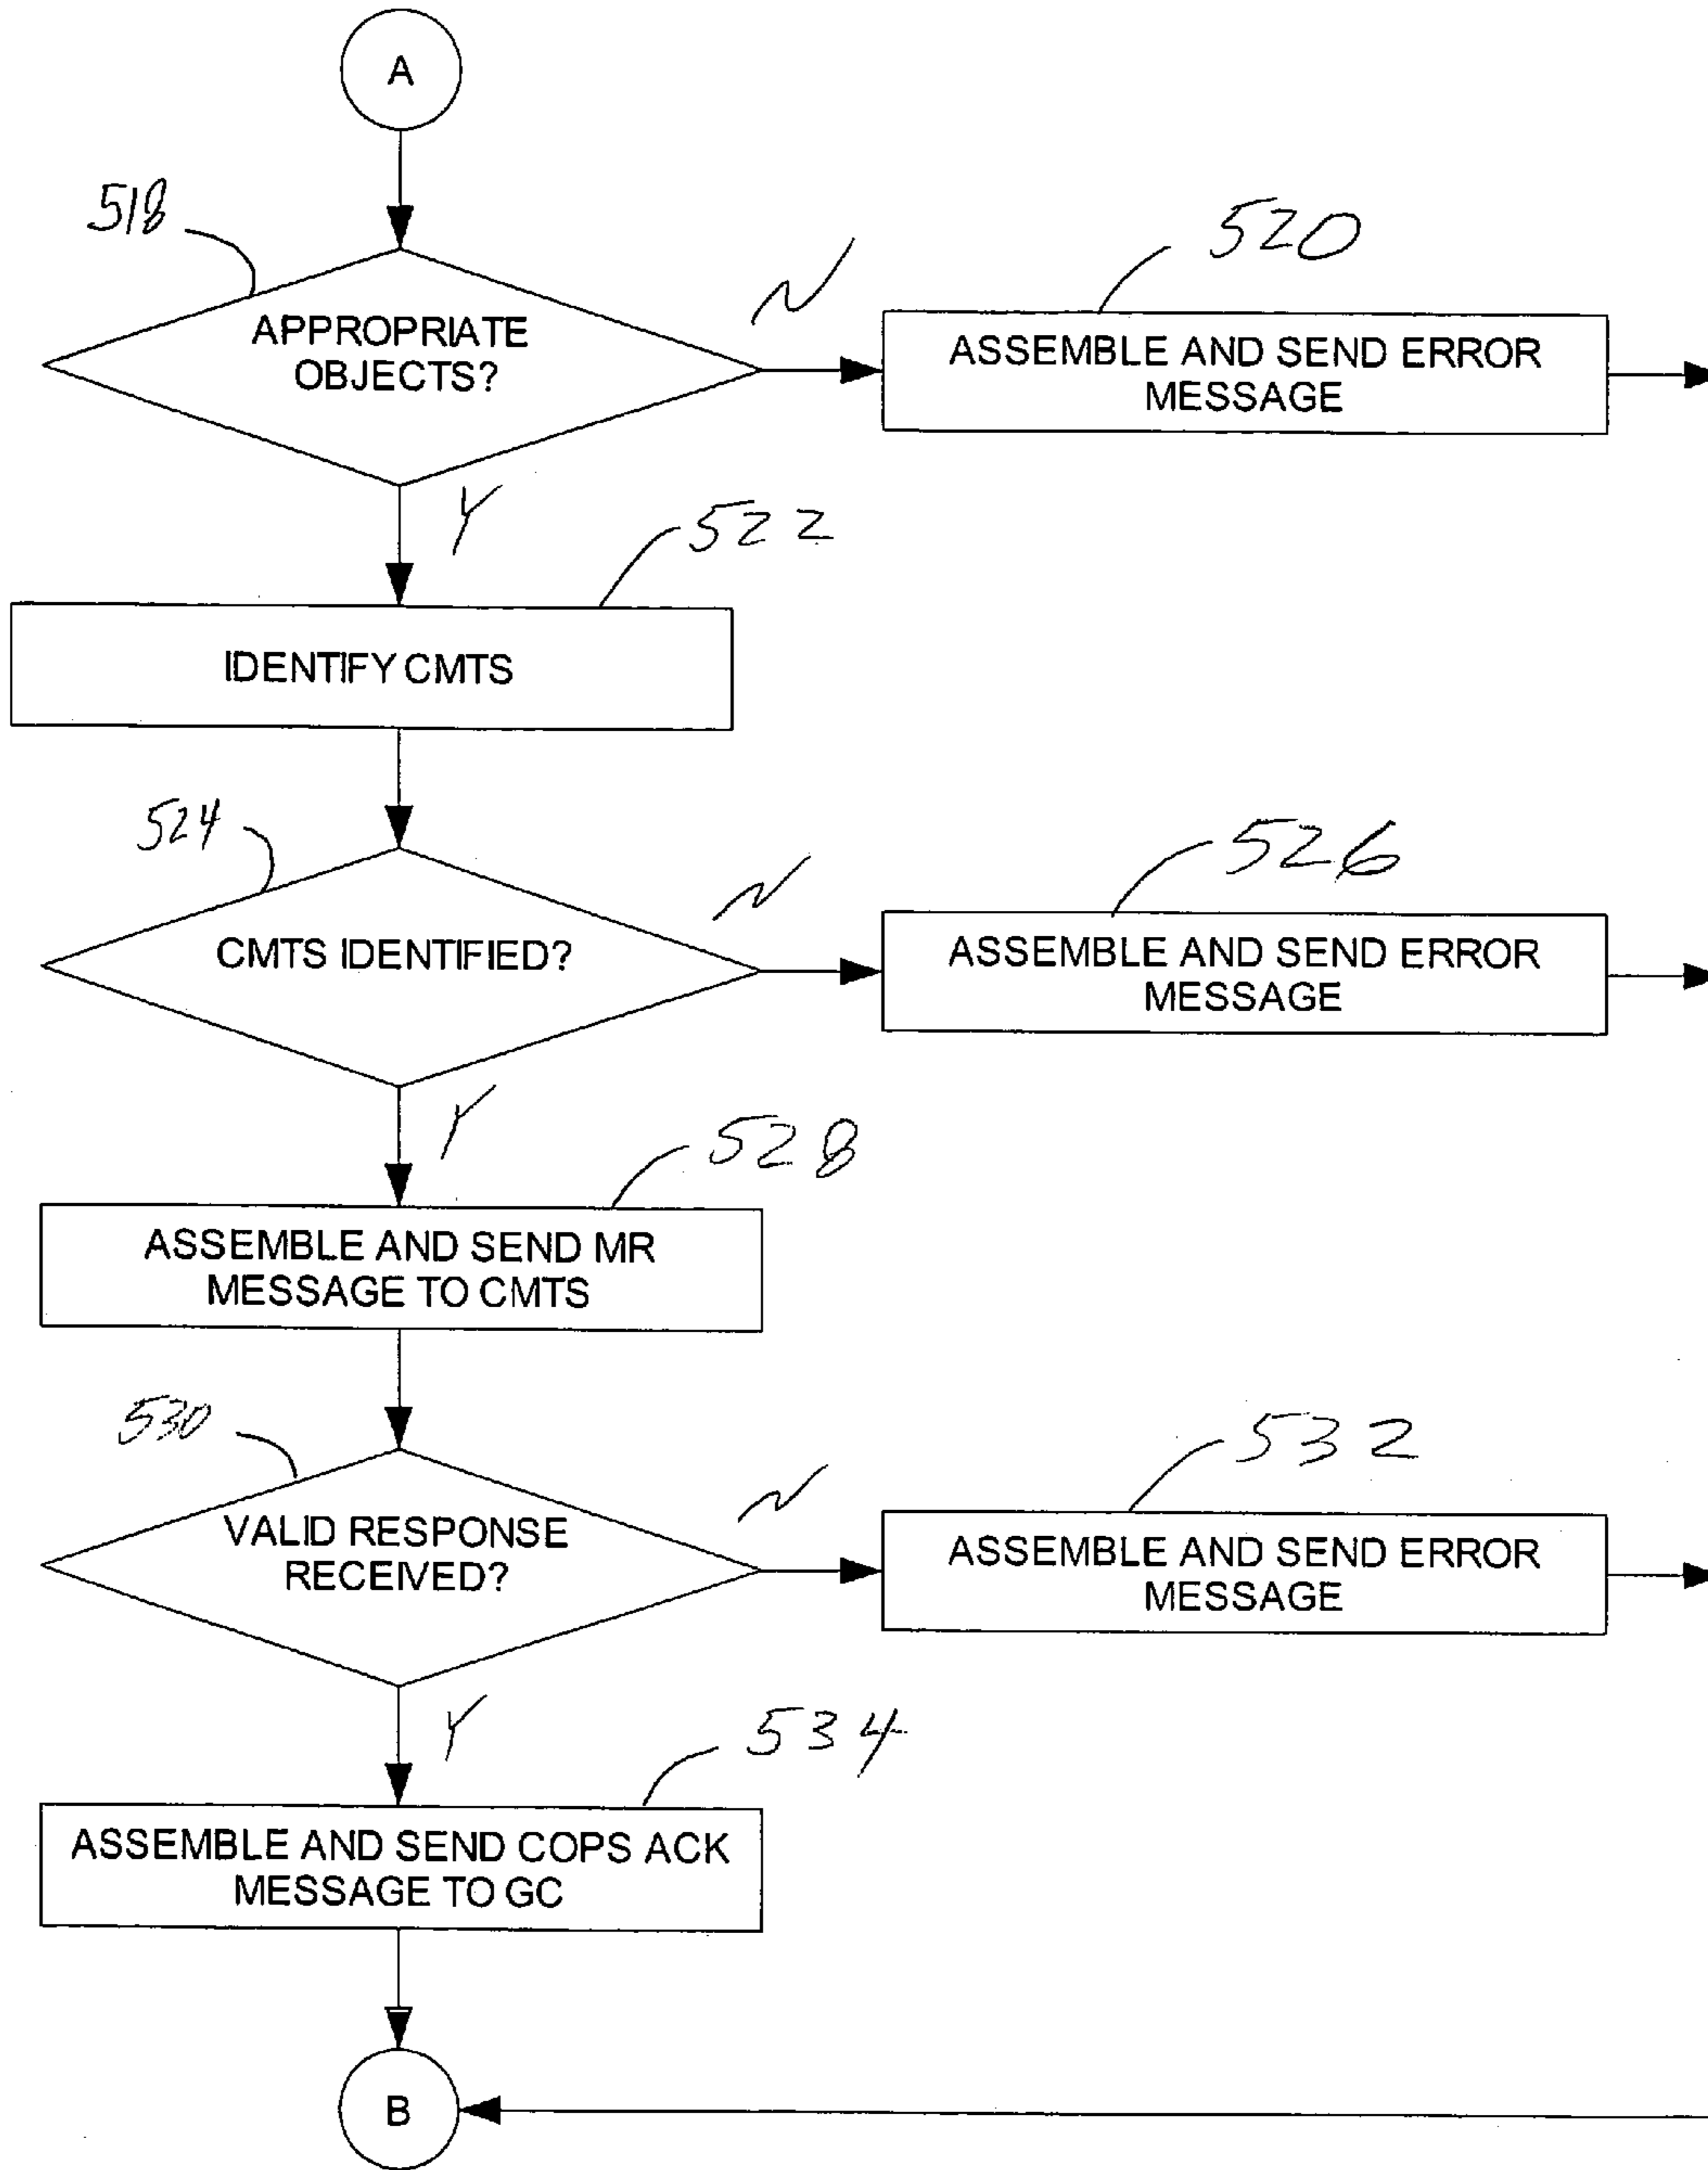 A
518
APPROPRIATE
OBJECTS?
N
520
ASSEMBLE AND SEND ERROR
MESSAGE
Y
522
IDENTIFY CMTS
524
CMTS IDENTIFIED?
N
526
ASSEMBLE AND SEND ERROR
MESSAGE
Y
528
ASSEMBLE AND SEND MR
MESSAGE TO CMTS
530
VALID RESPONSE
RECEIVED?
N
532
ASSEMBLE AND SEND ERROR
MESSAGE
Y
534
ASSEMBLE AND SEND COPS ACK
MESSAGE TO GC
B